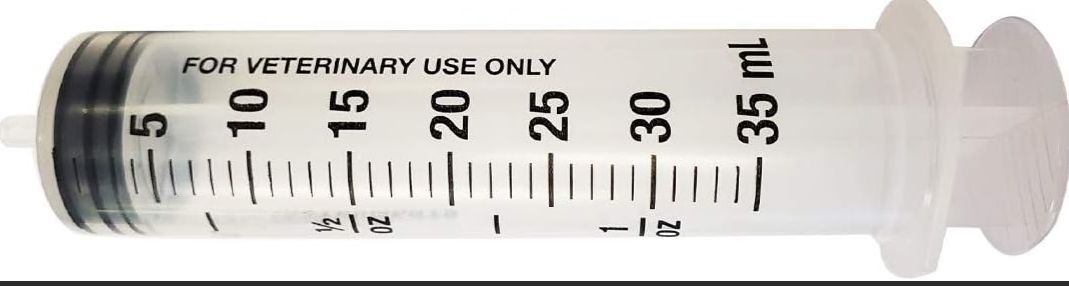 FOR VETERINARY USE ONLY
5 10 15 20 25 30 35 mL
½ oz 1 oz